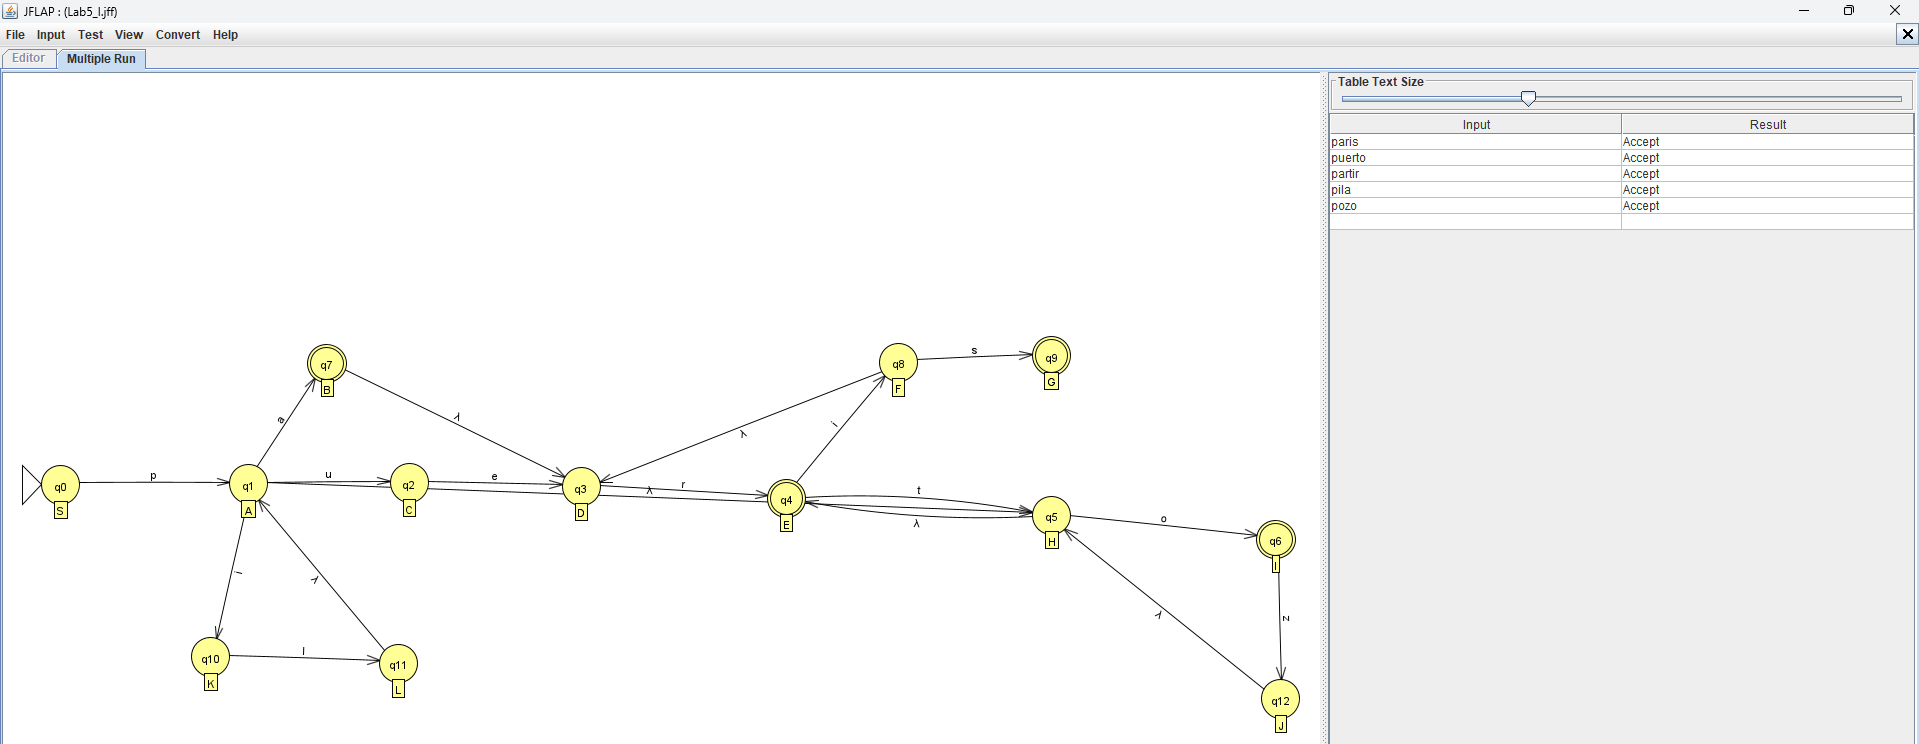 JFLAP : (Lab5_I.jff)
File Input Test View Convert Help
Editor Multiple Run
Table Text Size
Input Result
paris Accept
puerto Accept
partir Accept
pila Accept
pozo Accept
q7
B
q8
F
s
q9
G
a
λ
λ
i
q0
S
p
q1
A
u
q2
C
e
q3
D
λ
r
q4
E
t
λ
q5
H
o
q6
I
i
λ
λ
z
q10
K
l
q11
L
q12
J